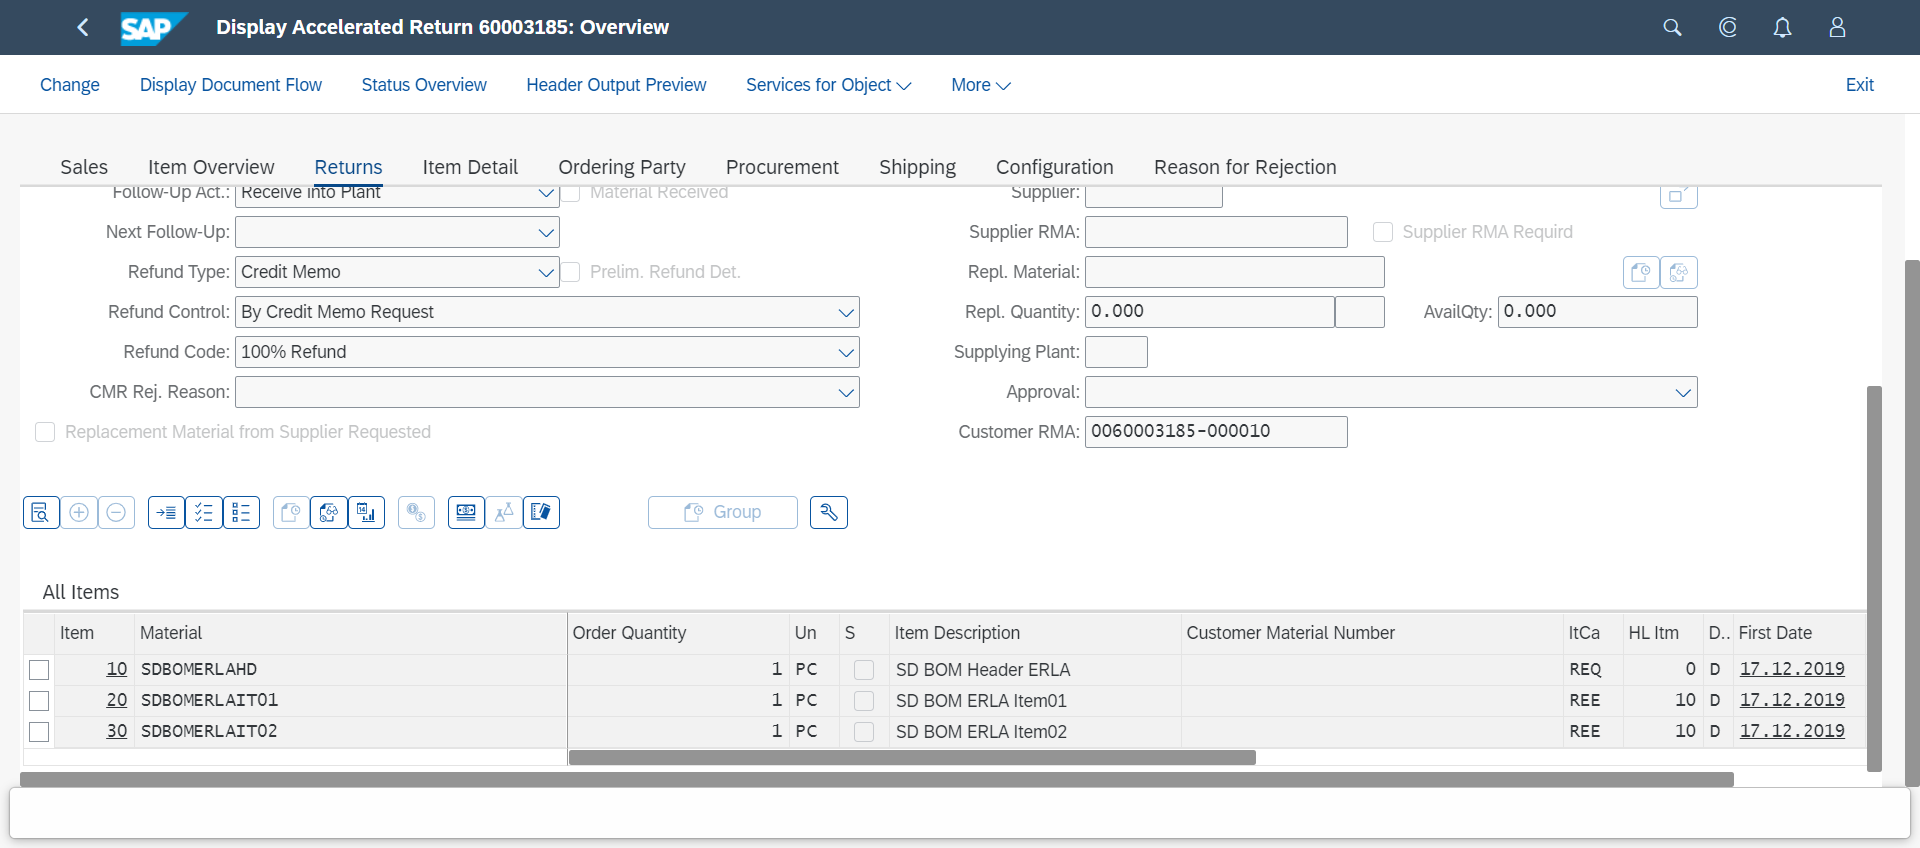 SAP Display Accelerated Return 60003185: Overview
Change Display Document Flow Status Overview Header Output Preview Services for Object More Exit
Sales Item Overview Returns Item Detail Ordering Party Procurement Shipping Configuration Reason for Rejection
Follow-Up Act.: Receive into Plant Material Received Supplier:
Next Follow-Up: Supplier RMA: Supplier RMA Requird
Refund Type: Credit Memo Prelim. Refund Det. Repl. Material:
Refund Control: By Credit Memo Request Repl. Quantity: 0.000 AvailQty: 0.000
Refund Code: 100% Refund Supplying Plant:
CMR Rej. Reason: Approval:
Replacement Material from Supplier Requested Customer RMA: 0060003185-000010
14 Group
All Items
Item Material Order Quantity Un S Item Description Customer Material Number ItCa HL Itm D.. First Date
10 SDBOMERLAHD 1 PC SD BOM Header ERLA REQ 0 D 17.12.2019
20 SDBOMERLAIT01 1 PC SD BOM ERLA Item01 REE 10 D 17.12.2019
30 SDBOMERLAIT02 1 PC SD BOM ERLA Item02 REE 10 D 17.12.2019